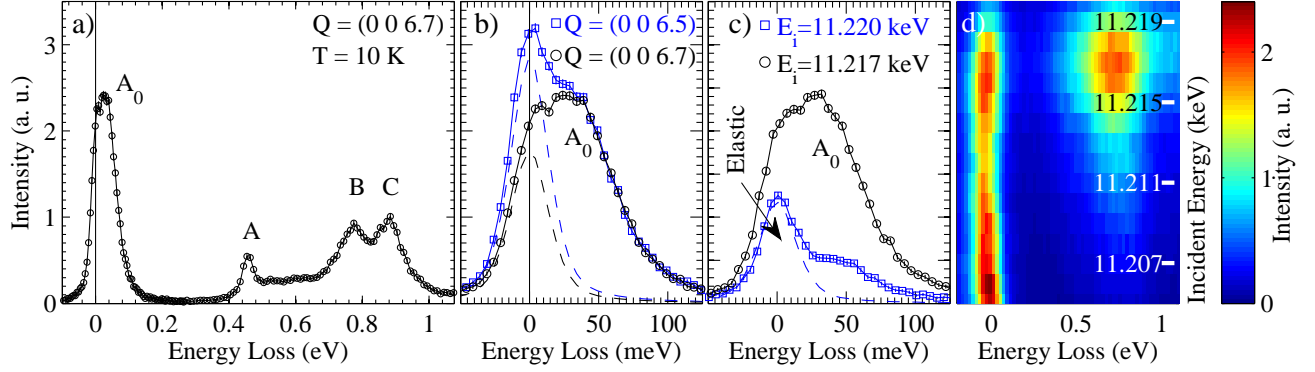 a)
Q = (0 0 6.7)
T = 10 K
A0
A
B
C
Intensity (a. u.)
0
1
2
3
0 0.2 0.4 0.6 0.8 1
Energy Loss (eV)
b)
Q = (0 0 6.5)
Q = (0 0 6.7)
A0
0 50 100
Energy Loss (meV)
c)
Ei=11.220 keV
Ei=11.217 keV
Elastic
A0
0 50 100
Energy Loss (meV)
d)
11.219
11.215
11.211
11.207
0 0.5 1
Energy Loss (eV)
Incident Energy (keV)
2
1
0
Intensity (a. u.)